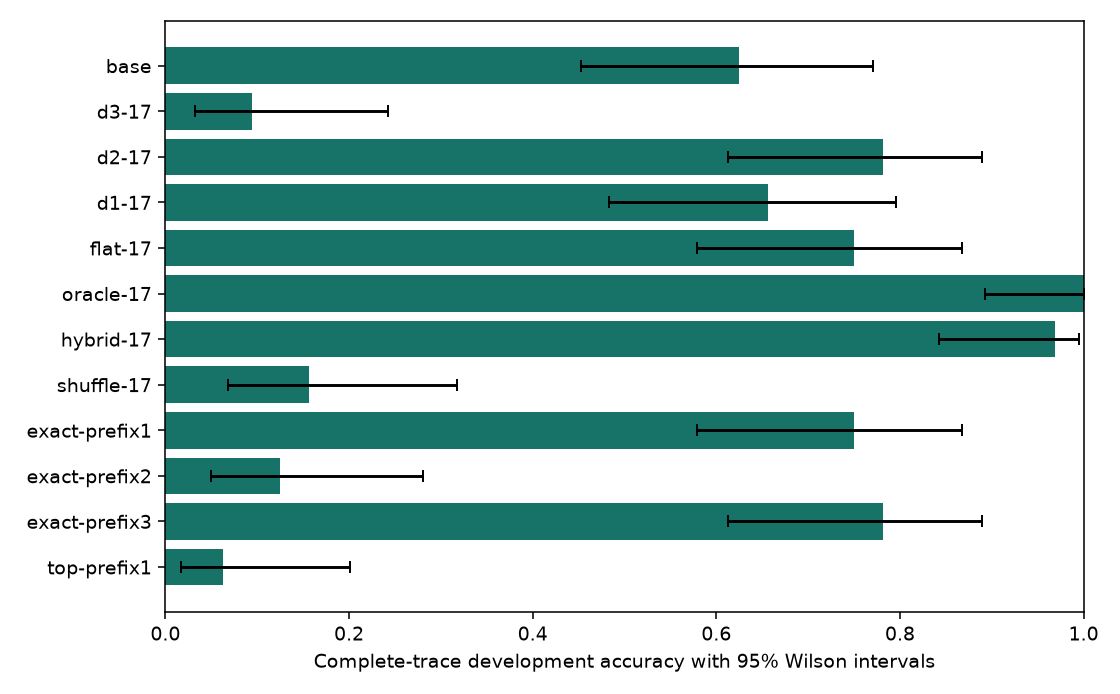 base
d3-17
d2-17
d1-17
flat-17
oracle-17
hybrid-17
shuffle-17
exact-prefix1
exact-prefix2
exact-prefix3
top-prefix1
0.0 0.2 0.4 0.6 0.8 1.0
Complete-trace development accuracy with 95% Wilson intervals